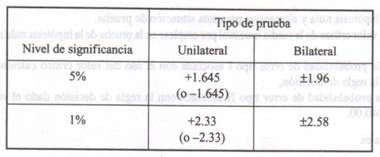 Tipo de prueba
Nivel de significancia Unilateral Bilateral
5% +1.645 ±1.96
(o −1.645)
1% +2.33 ±2.58
(o −2.33)